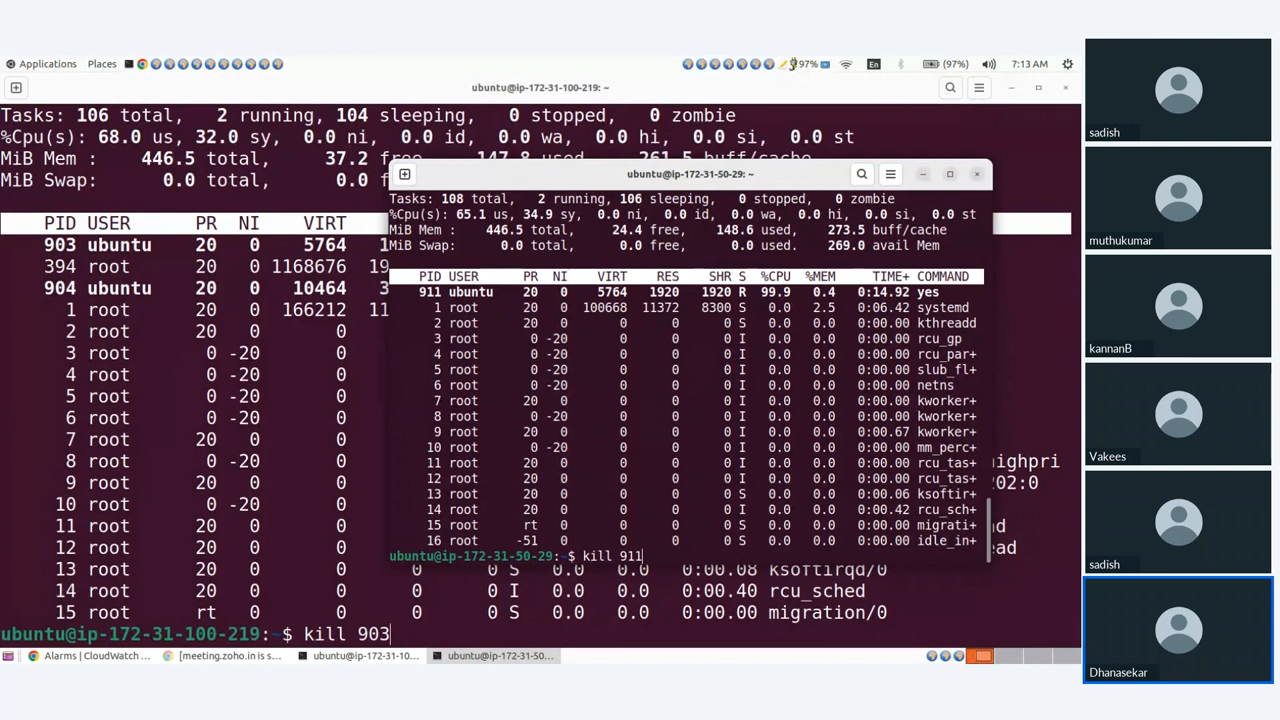 Applications Places 97% En (97%) 7:13 AM
ubuntu@ip-172-31-100-219: ~
Tasks: 106 total, 2 running, 104 sleeping, 0 stopped, 0 zombie
%Cpu(s): 68.0 us, 32.0 sy, 0.0 ni, 0.0 id, 0.0 wa, 0.0 hi, 0.0 si, 0.0 st
MiB Mem : 446.5 total, 37.2 free, 147.8 used, 261.5 buff/cache
MiB Swap: 0.0 total, 0.0 f
PID USER PR NI VIRT
903 ubuntu 20 0 5764 1
394 root 20 0 1168676 19
904 ubuntu 20 0 10464 3
1 root 20 0 166212 11
2 root 20 0 0
3 root 0 -20 0
4 root 0 -20 0
5 root 0 -20 0
6 root 0 -20 0
7 root 20 0 0
8 root 0 -20 0 highpri
9 root 20 0 0 202:0
10 root 0 -20 0
11 root 20 0 0 d
12 root 20 0 0 ead
13 root 20 0 0 0 0 S 0.0 0.0 0:00.08 ksoftirqd/0
14 root 20 0 0 0 0 I 0.0 0.0 0:00.40 rcu_sched
15 root rt 0 0 0 0 S 0.0 0.0 0:00.00 migration/0
ubuntu@ip-172-31-100-219:~$ kill 903
ubuntu@ip-172-31-50-29: ~
Tasks: 108 total, 2 running, 106 sleeping, 0 stopped, 0 zombie
%Cpu(s): 65.1 us, 34.9 sy, 0.0 ni, 0.0 id, 0.0 wa, 0.0 hi, 0.0 si, 0.0 st
MiB Mem : 446.5 total, 24.4 free, 148.6 used, 273.5 buff/cache
MiB Swap: 0.0 total, 0.0 free, 0.0 used. 269.0 avail Mem
PID USER PR NI VIRT RES SHR S %CPU %MEM TIME+ COMMAND
911 ubuntu 20 0 5764 1920 1920 R 99.9 0.4 0:14.92 yes
1 root 20 0 100668 11372 8300 S 0.0 2.5 0:06.42 systemd
2 root 20 0 0 0 0 S 0.0 0.0 0:00.00 kthreadd
3 root 0 -20 0 0 0 I 0.0 0.0 0:00.00 rcu_gp
4 root 0 -20 0 0 0 I 0.0 0.0 0:00.00 rcu_par+
5 root 0 -20 0 0 0 I 0.0 0.0 0:00.00 slub_fl+
6 root 0 -20 0 0 0 I 0.0 0.0 0:00.00 netns
7 root 20 0 0 0 0 I 0.0 0.0 0:00.00 kworker+
8 root 0 -20 0 0 0 I 0.0 0.0 0:00.00 kworker+
9 root 20 0 0 0 0 I 0.0 0.0 0:00.67 kworker+
10 root 0 -20 0 0 0 I 0.0 0.0 0:00.00 mm_perc+
11 root 20 0 0 0 0 I 0.0 0.0 0:00.00 rcu_tas+
12 root 20 0 0 0 0 I 0.0 0.0 0:00.00 rcu_tas+
13 root 20 0 0 0 0 S 0.0 0.0 0:00.06 ksoftir+
14 root 20 0 0 0 0 I 0.0 0.0 0:00.42 rcu_sch+
15 root rt 0 0 0 0 S 0.0 0.0 0:00.00 migrati+
16 root -51 0 0 0 0 S 0.0 0.0 0:00.00 idle_in+
ubuntu@ip-172-31-50-29:~$ kill 911
Alarms | CloudWatch ... [meeting.zoho.in is s... ubuntu@ip-172-31-10... ubuntu@ip-172-31-50...
sadish
muthukumar
kannanB
Vakees
sadish
Dhanasekar